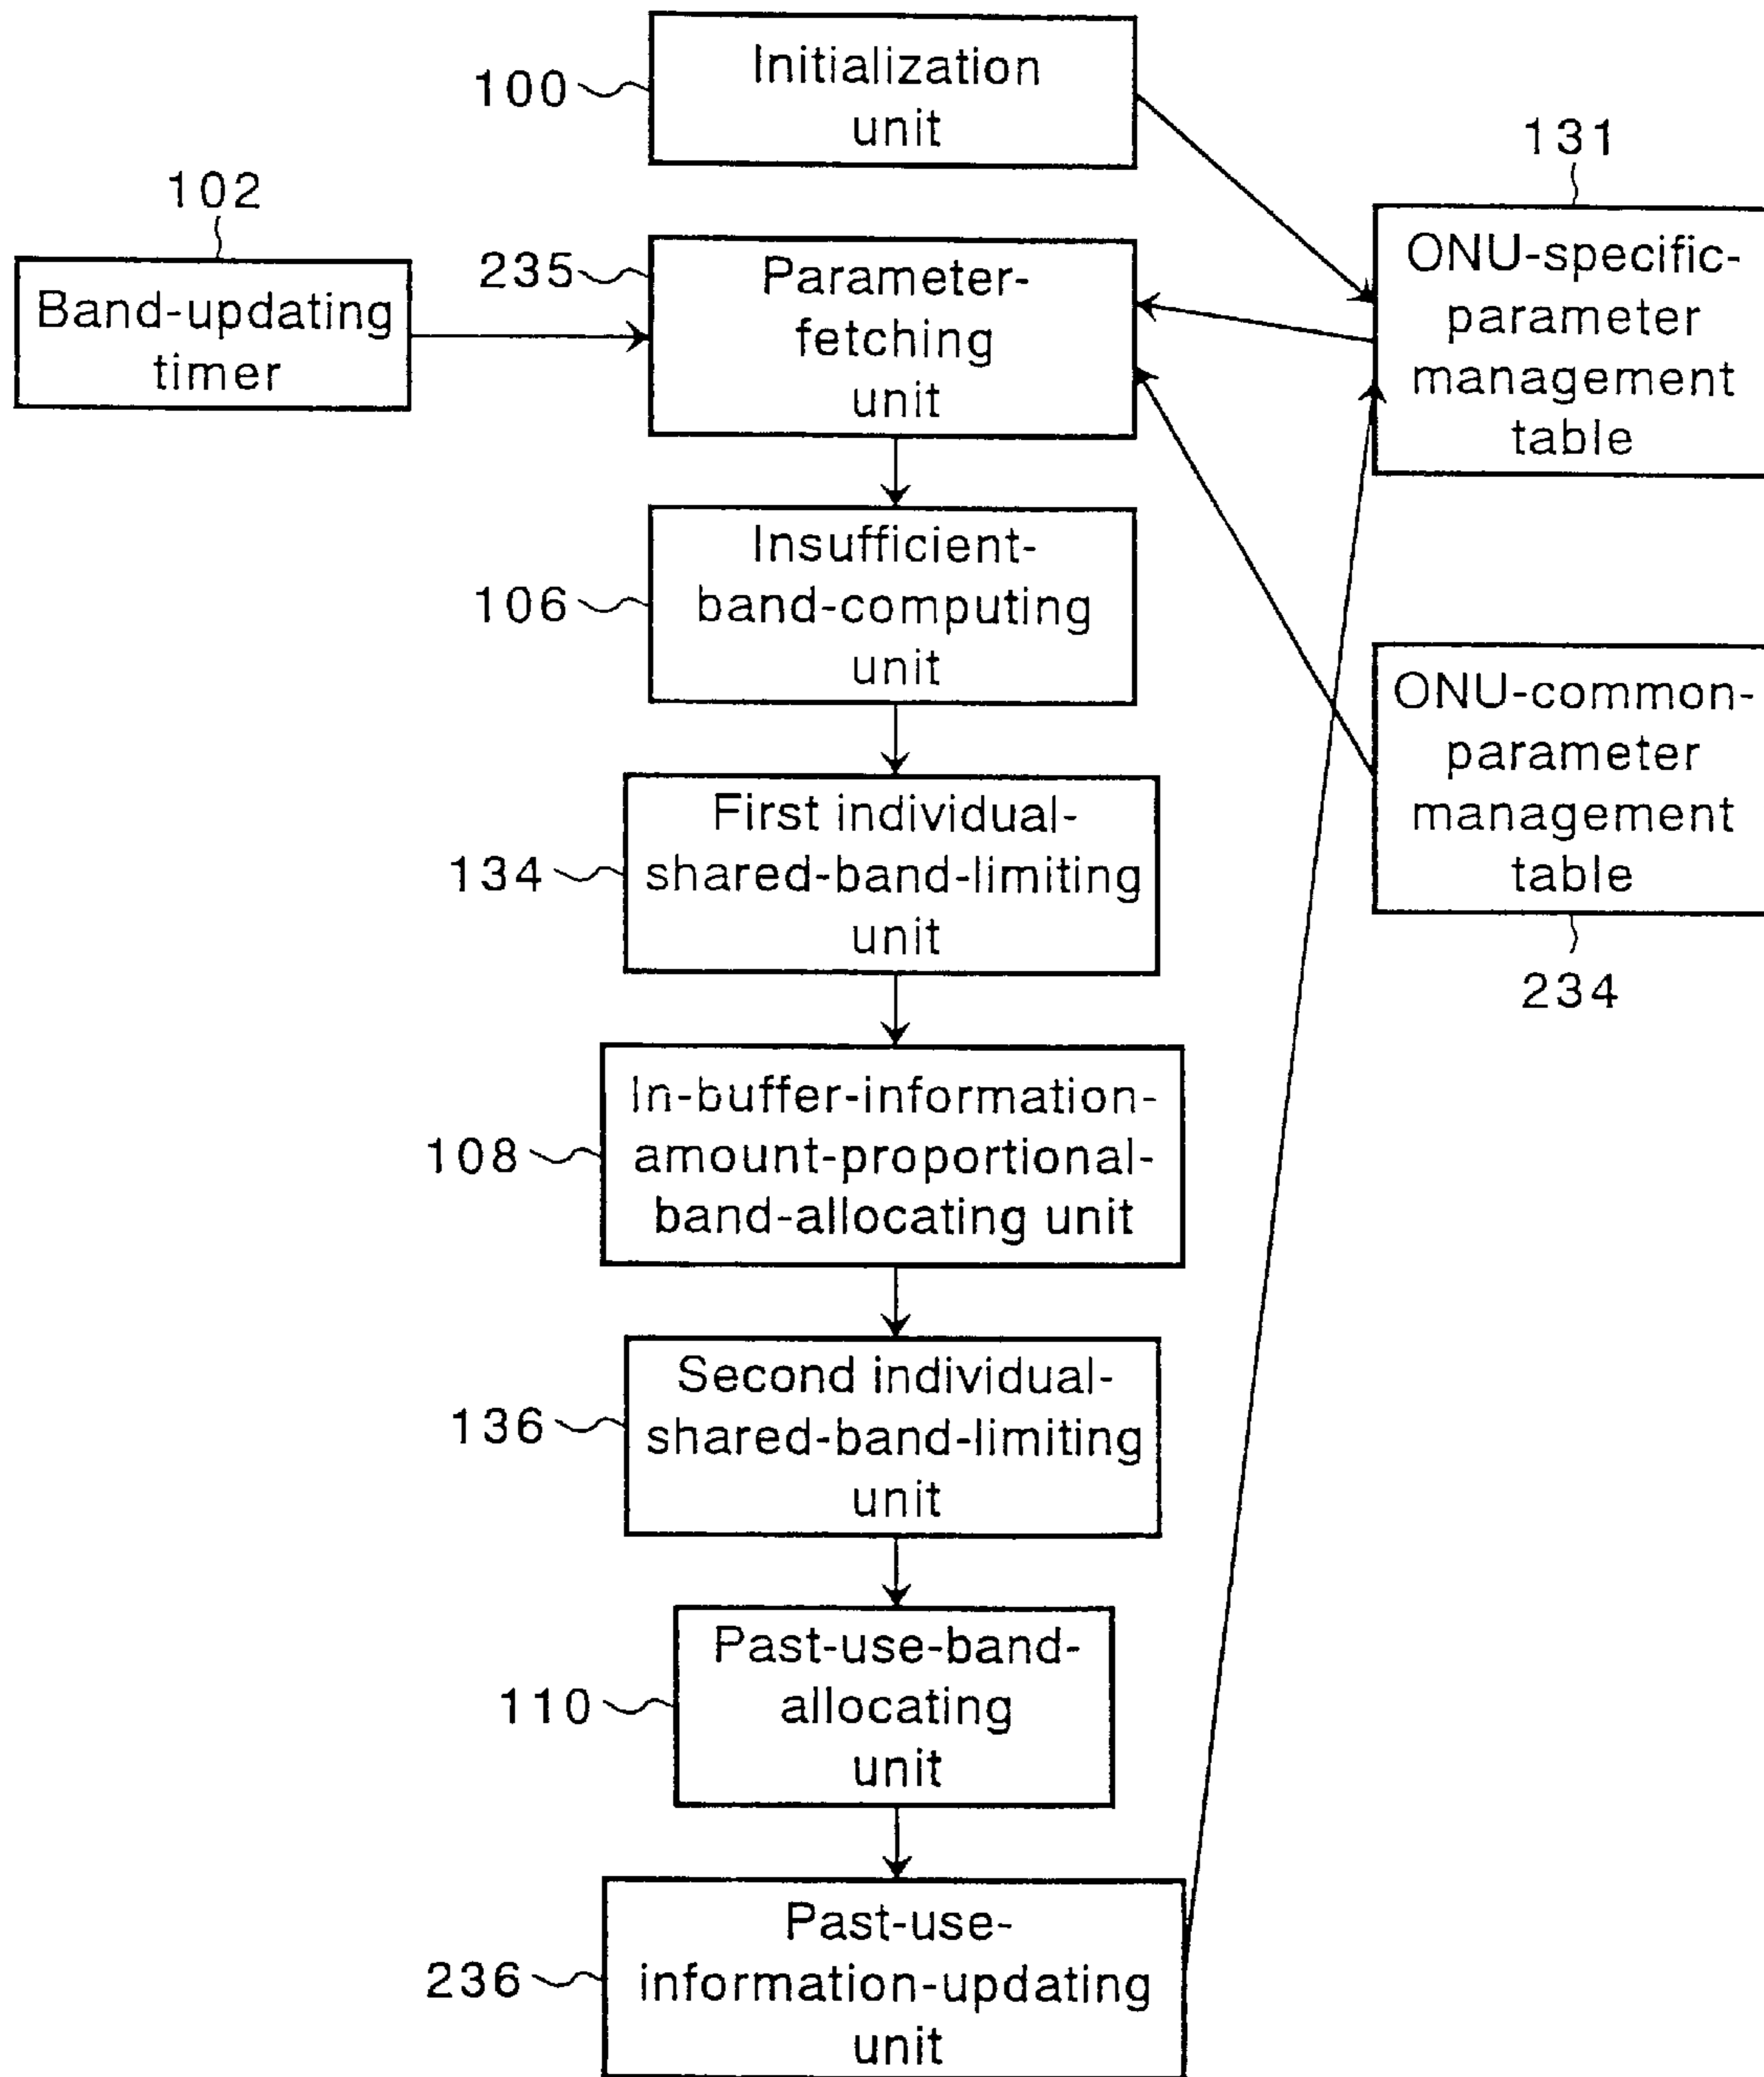 100
Initialization
unit
131
102
Band-updating
timer
235
Parameter-
fetching
unit
ONU-specific-
parameter
management
table
106
Insufficient-
band-computing
unit
ONU-common-
parameter
management
table
234
134
First individual-
shared-band-limiting
unit
108
In-buffer-information-
amount-proportional-
band-allocating unit
136
Second individual-
shared-band-limiting
unit
110
Past-use-band-
allocating
unit
236
Past-use-
information-updating
unit